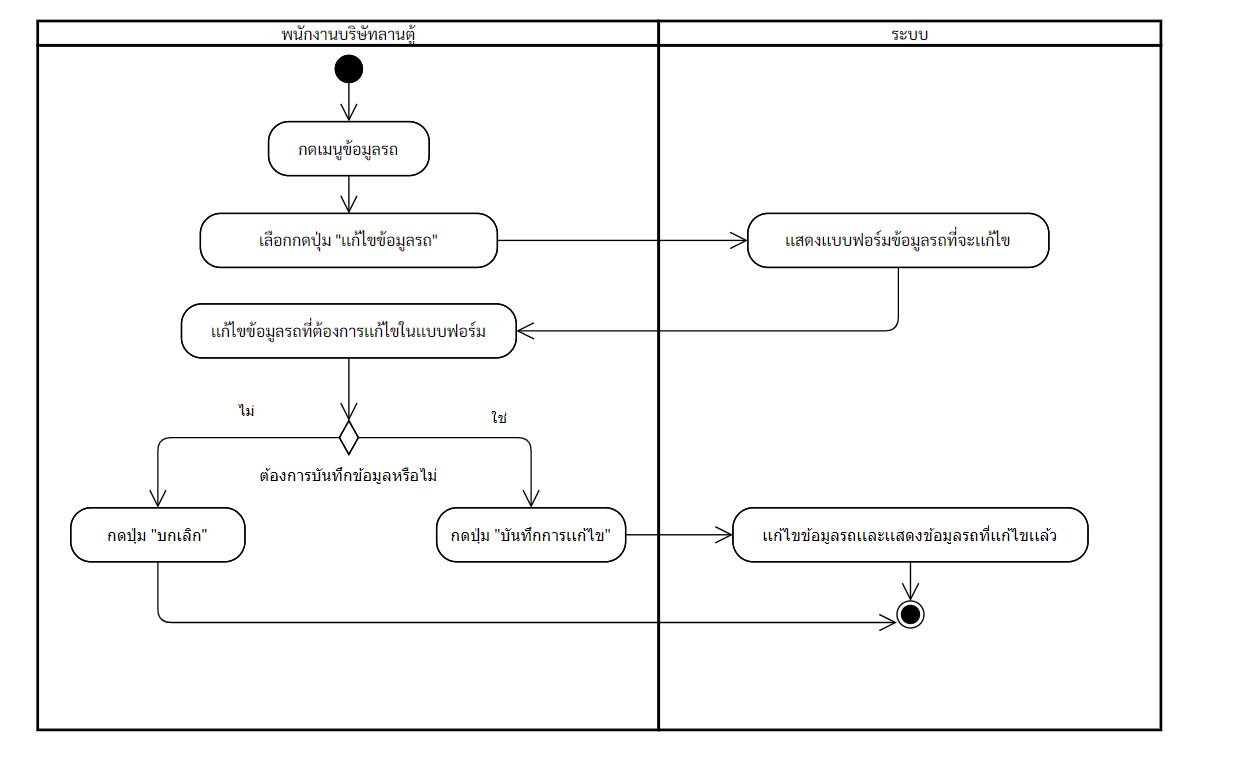 พนักงานบริษัทลานตู้
ระบบ
กดเมนูข้อมูลรถ
เลือกกดปุ่ม "แก้ไขข้อมูลรถ"
แสดงแบบฟอร์มข้อมูลรถที่จะแก้ไข
แก้ไขข้อมูลรถที่ต้องการแก้ไขในแบบฟอร์ม
ไม่
ใช่
ต้องการบันทึกข้อมูลหรือไม่
กดปุ่ม "ยกเลิก"
กดปุ่ม "บันทึกการแก้ไข"
แก้ไขข้อมูลรถและแสดงข้อมูลรถที่แก้ไขแล้ว